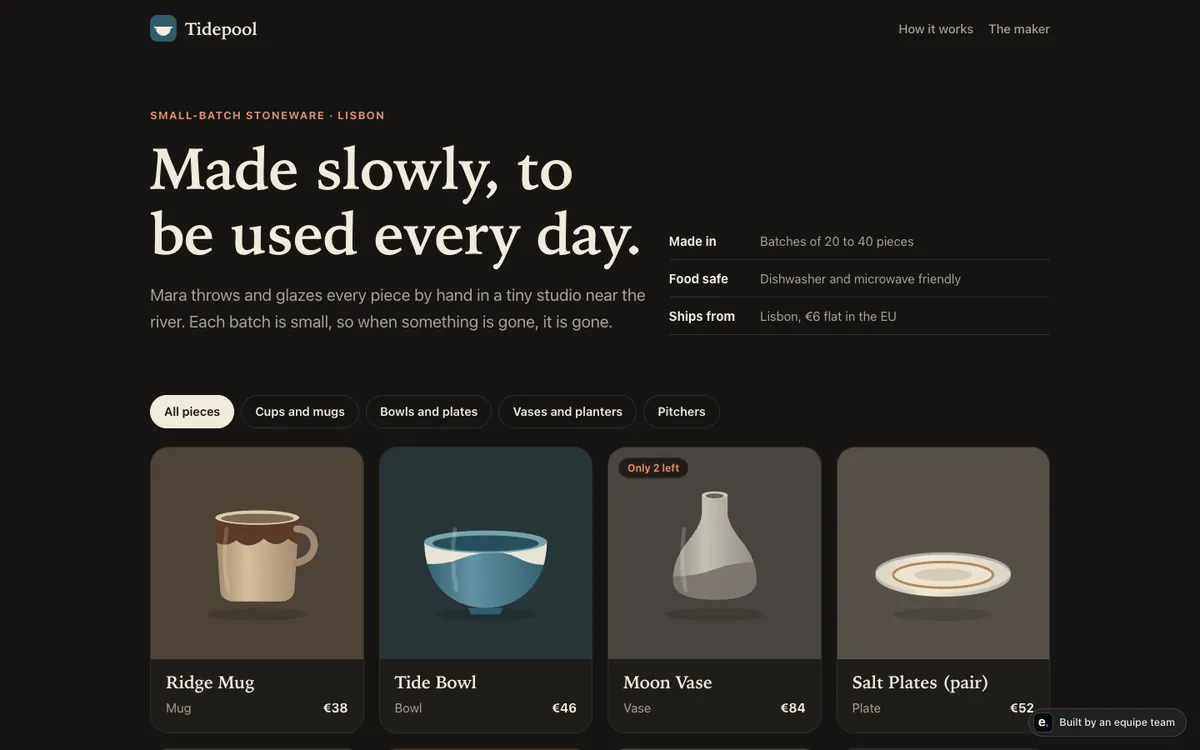 Tidepool
How it works
The maker
SMALL-BATCH STONEWARE · LISBON
Made slowly, to
be used every day.
Mara throws and glazes every piece by hand in a tiny studio near the
river. Each batch is small, so when something is gone, it is gone.
Made in Batches of 20 to 40 pieces
Food safe Dishwasher and microwave friendly
Ships from Lisbon, €6 flat in the EU
All pieces
Cups and mugs
Bowls and plates
Vases and planters
Pitchers
Only 2 left
Ridge Mug
Mug €38
Tide Bowl
Bowl €46
Moon Vase
Vase €84
Salt Plates (pair)
Plate €52
e. Built by an equipe team